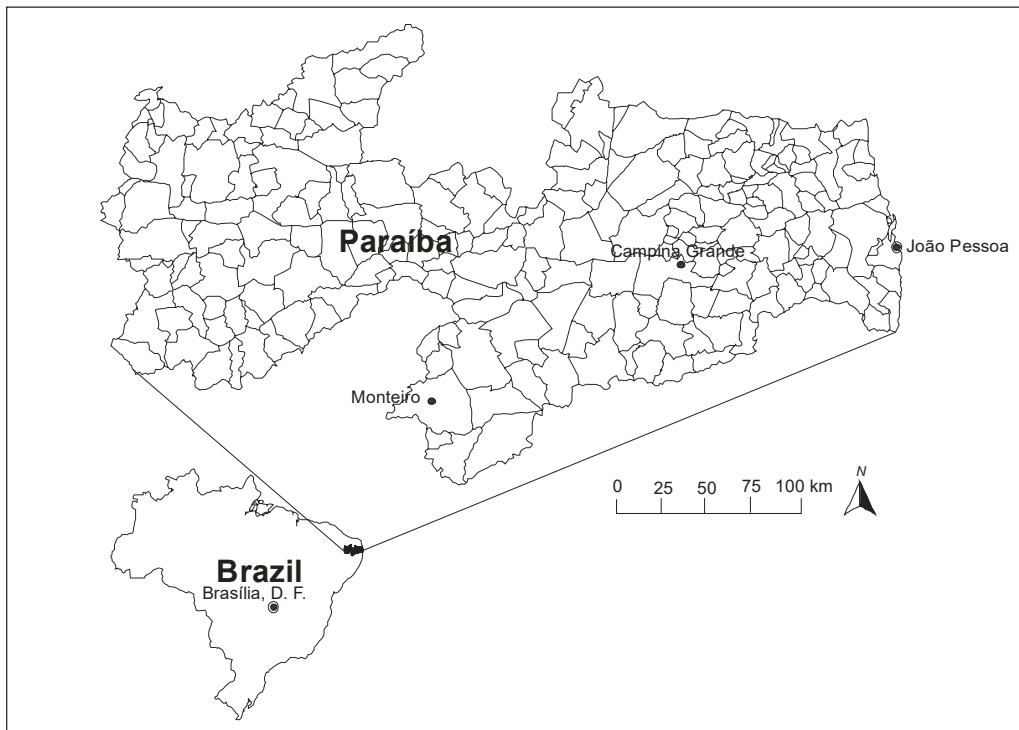 Paraíba
Campina Grande
João Pessoa
Monteiro
0 25 50 75 100 km
N
Brazil
Brasília, D. F.